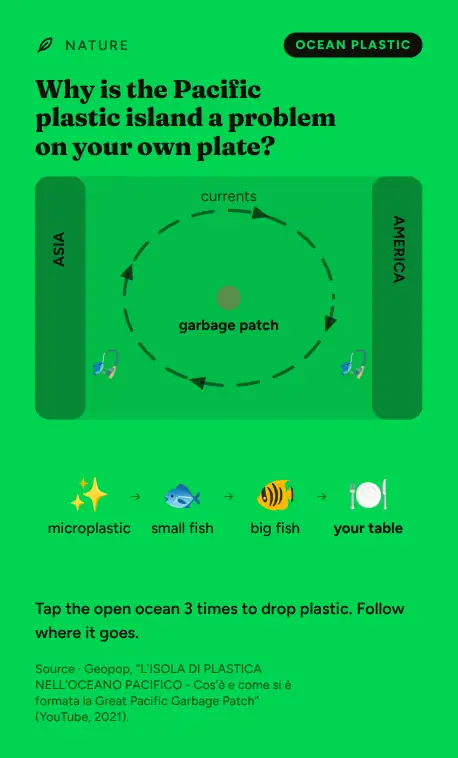 NATURE
OCEAN PLASTIC
Why is the Pacific
plastic island a problem
on your own plate?
currents
ASIA
AMERICA
garbage patch
microplastic
small fish
big fish
your table
Tap the open ocean 3 times to drop plastic. Follow
where it goes.
Source · Geopop, "L'ISOLA DI PLASTICA
NELL'OCEANO PACIFICO - Cos'è e come si è
formata la Great Pacific Garbage Patch"
(YouTube, 2021).